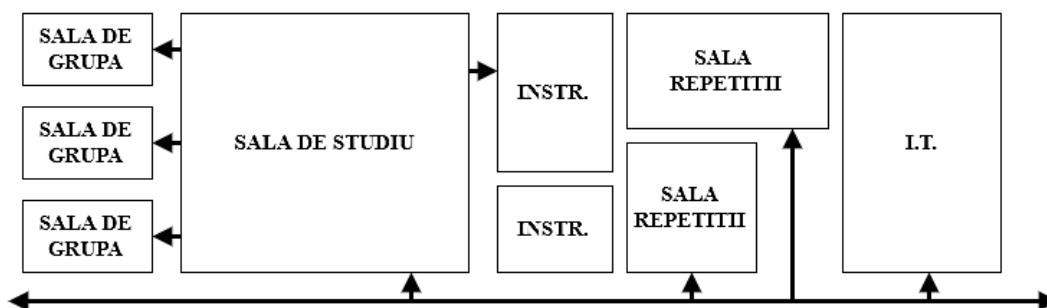 SALA DE
GRUPA
SALA DE
GRUPA
SALA DE
GRUPA
SALA DE STUDIU
INSTR.
INSTR.
SALA
REPETITII
SALA
REPETITII
I.T.